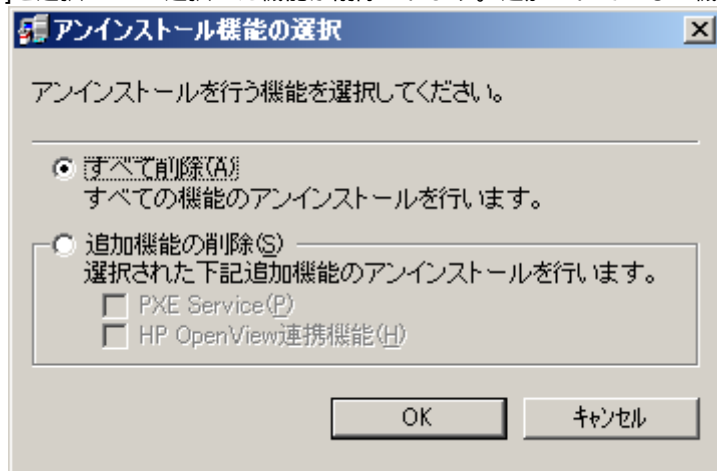 アンインストール機能の選択
アンインストールを行う機能を選択してください。
すべて削除(A)
すべての機能のアンインストールを行います。
追加機能の削除(S)
選択された下記追加機能のアンインストールを行います。
PXE Service(P)
HP OpenView連携機能(H)
OK
キャンセル